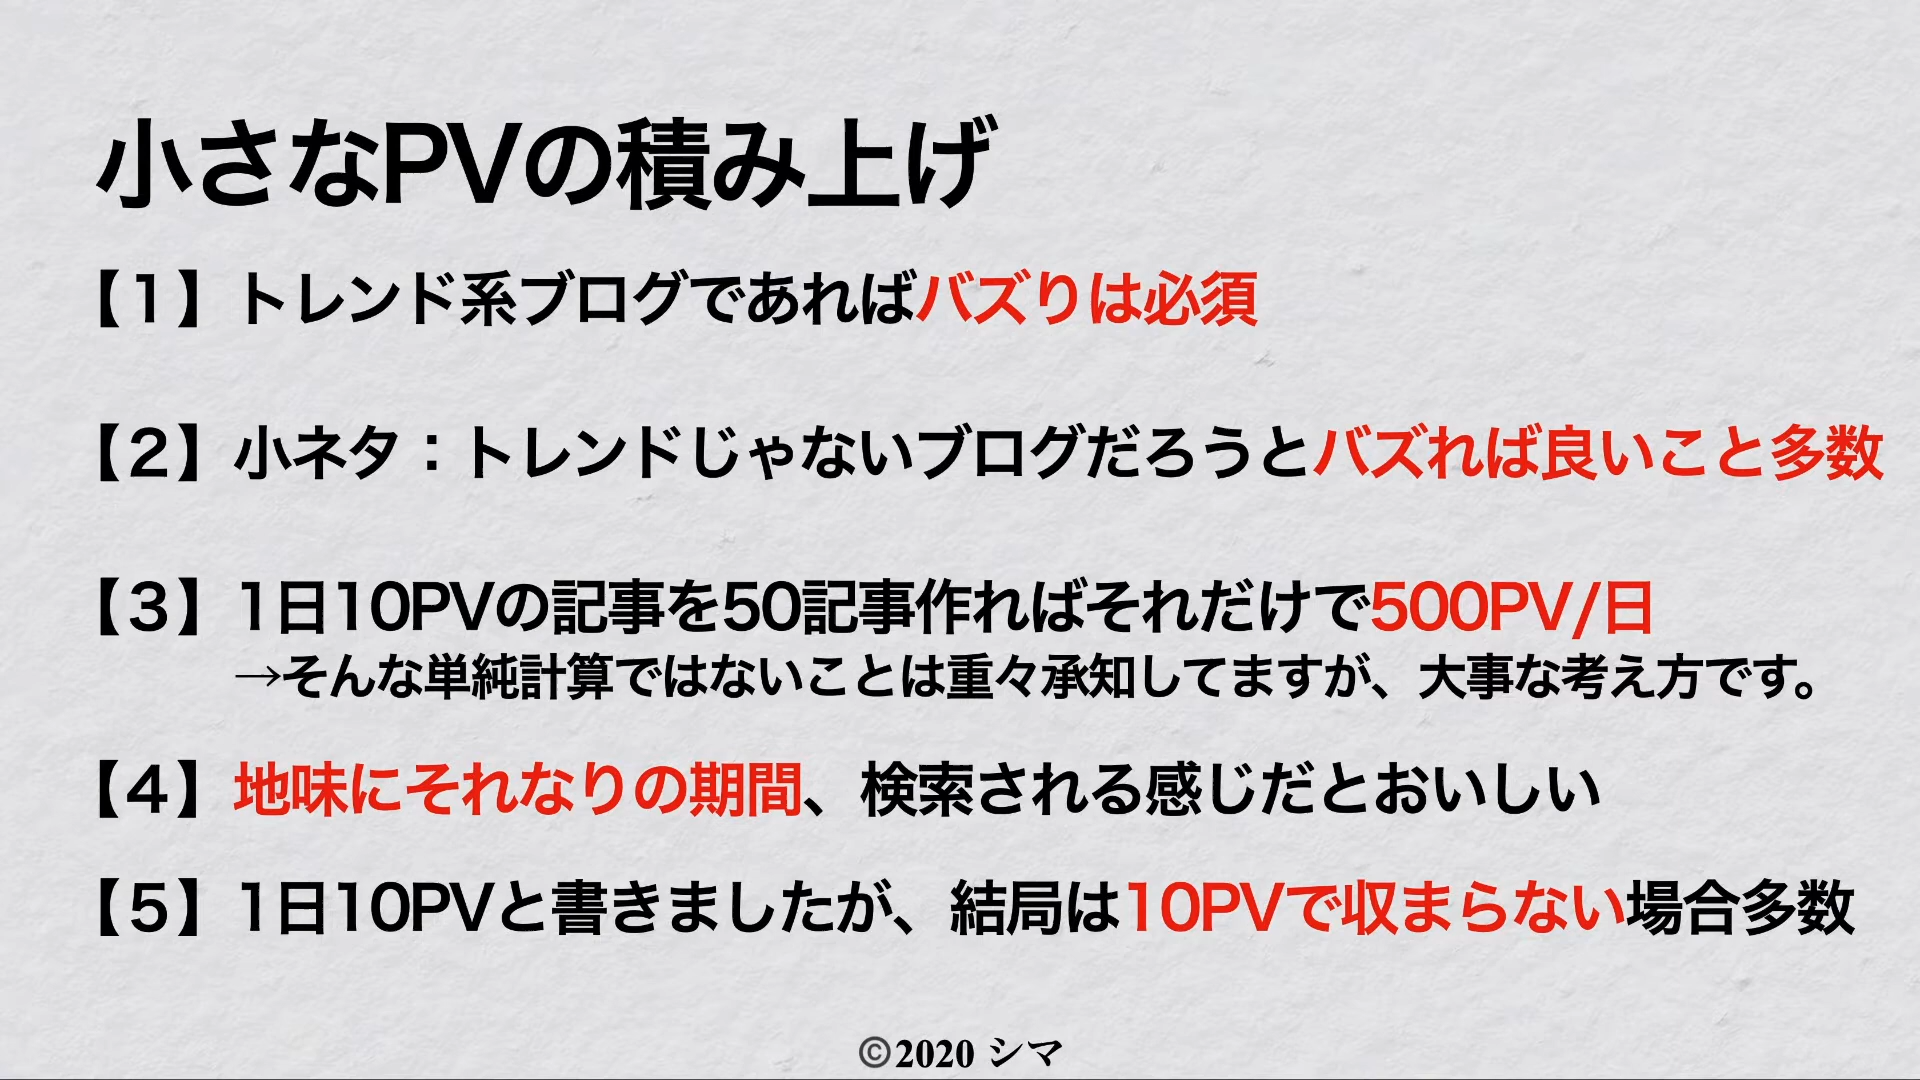 小さなPVの積み上げ
【１】トレンド系ブログであればバズりは必須
【２】小ネタ：トレンドじゃないブログだろうとバズれば良いこと多数
【３】1日10PVの記事を50記事作ればそれだけで500PV/日
→そんな単純計算ではないことは重々承知してますが、大事な考え方です。
【４】地味にそれなりの期間、検索される感じだとおいしい
【５】1日10PVと書きましたが、結局は10PVで収まらない場合多数
©2020 シマ